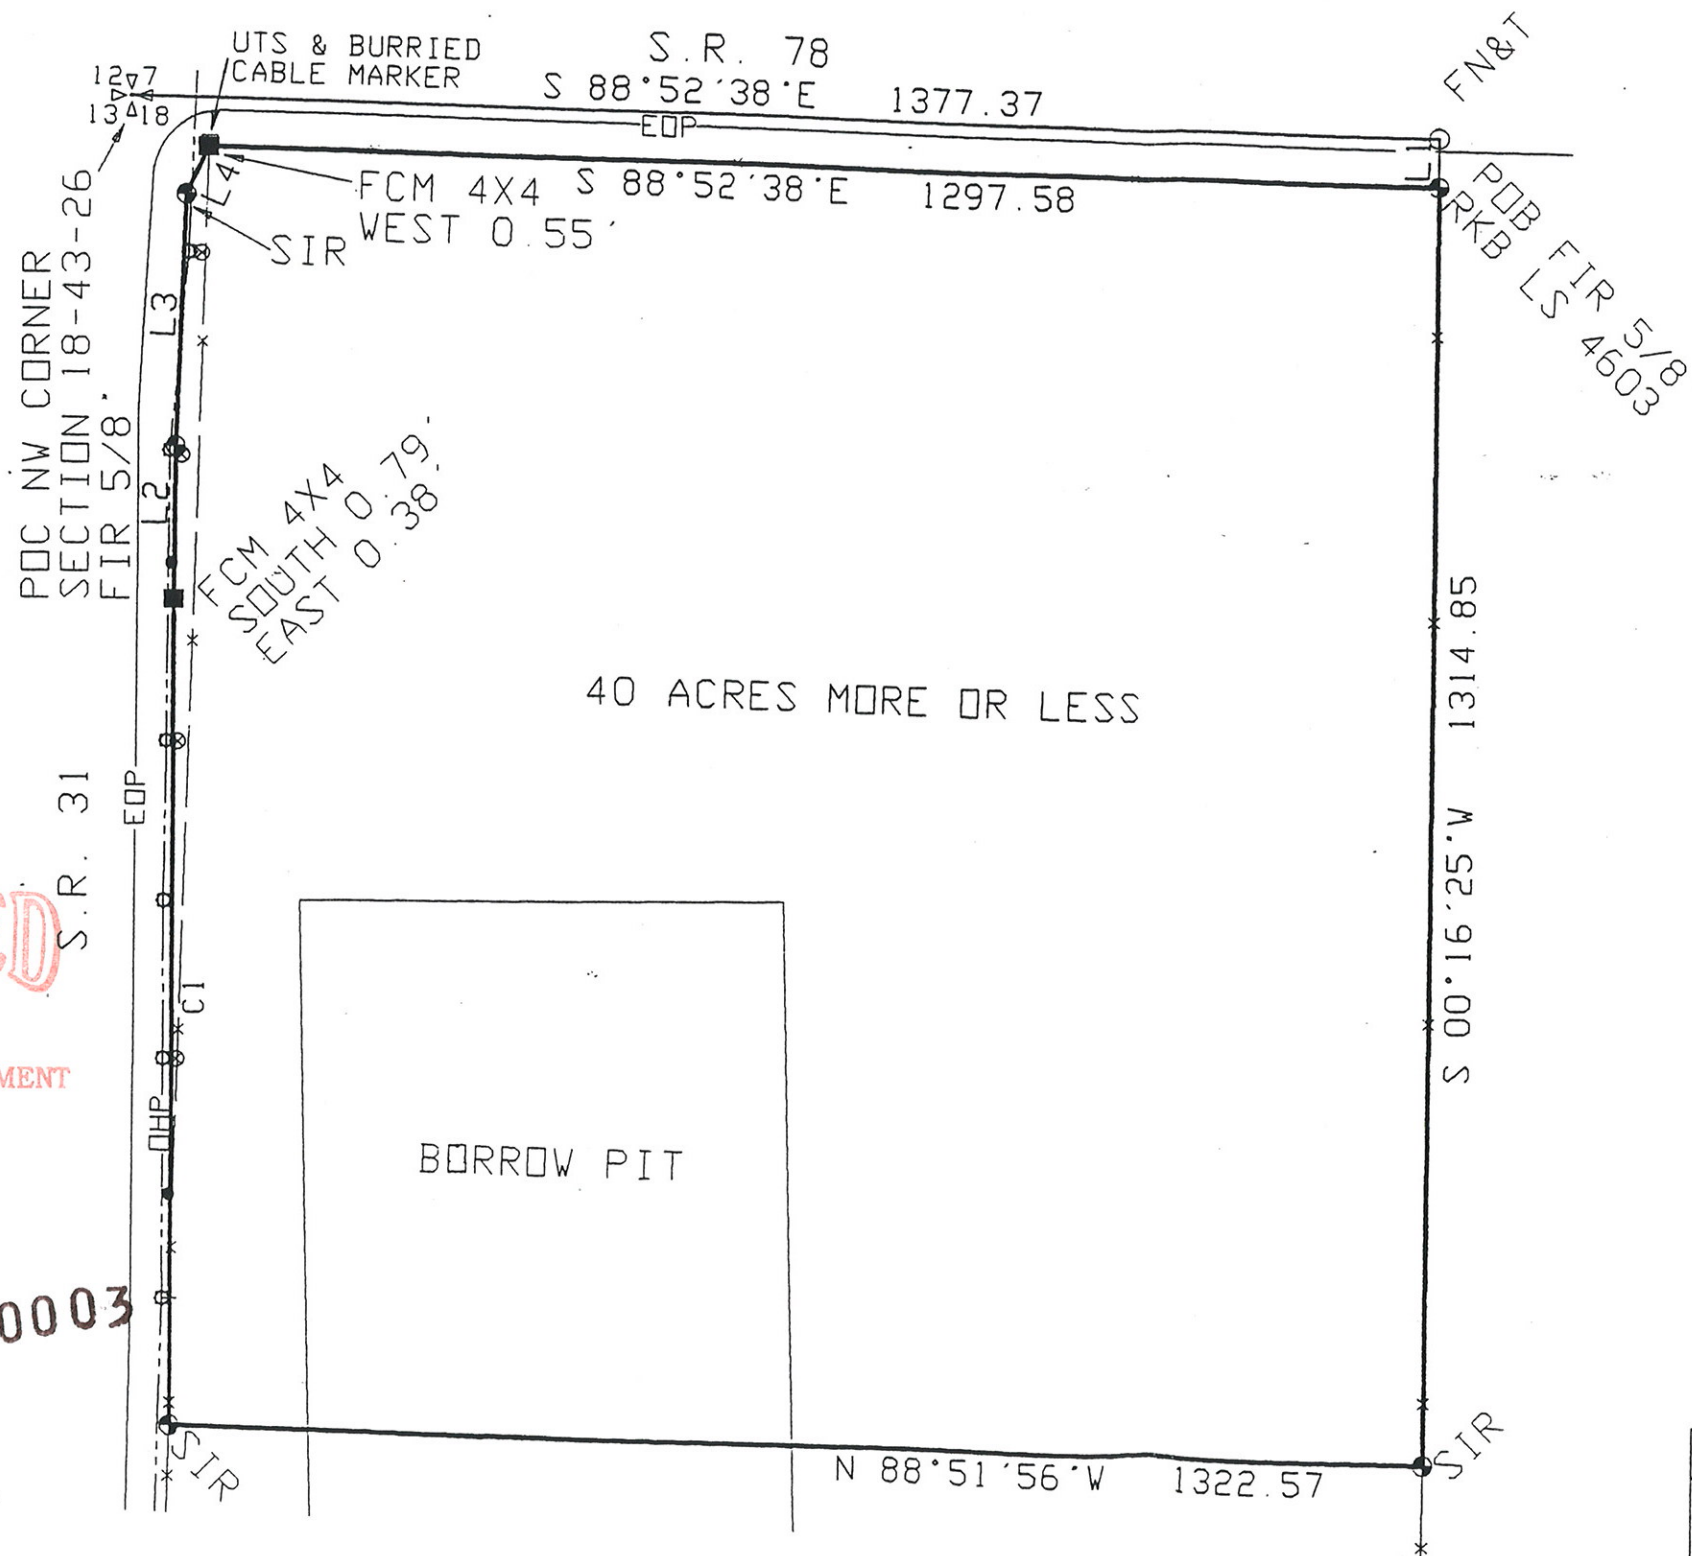 UTS & BURRIED
CABLE MARKER
S.R. 78
S 88°52'38"E 1377.37
12 7
13 18
EOP
FN&T
L1
L4
FCM 4X4
WEST 0.55'
S 88°52'38"E 1297.58
POB FIR 5/8
RKB LS 4603
SIR
POC NW CORNER
SECTION 18-43-26
FIR 5/8"
L3
L2
FCM 4X4
SOUTH 0.79'
EAST 0.38'
40 ACRES MORE OR LESS
S 00°16'25"W 1314.85
S.R. 31
EOP
C1
MENT
OHP
BORROW PIT
0003
SIR
N 88°51'56"W 1322.57
SIR